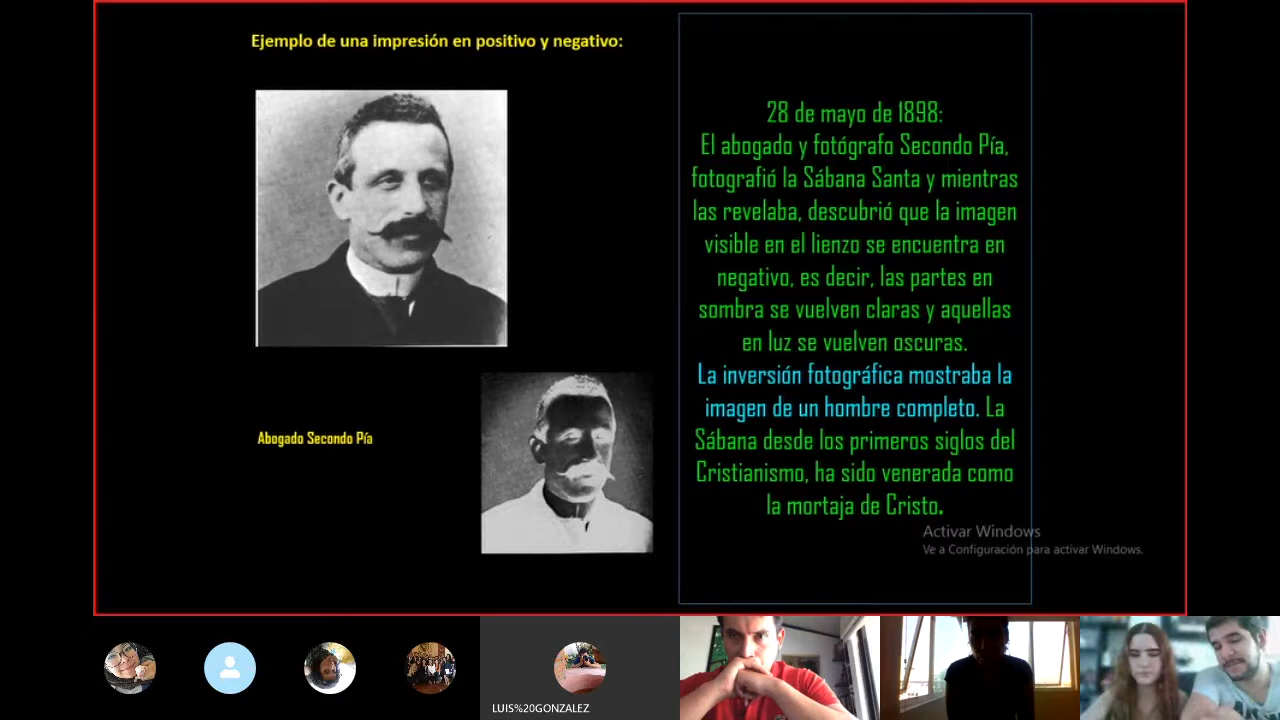 Ejemplo de una impresión en positivo y negativo:
Abogado Secondo Pía
28 de mayo de 1898:
El abogado y fotógrafo Secondo Pía,
fotografió la Sábana Santa y mientras
las revelaba, descubrió que la imagen
visible en el lienzo se encuentra en
negativo, es decir, las partes en
sombra se vuelven claras y aquellas
en luz se vuelven oscuras.
La inversión fotográfica mostraba la
imagen de un hombre completo. La
Sábana desde los primeros siglos del
Cristianismo, ha sido venerada como
la mortaja de Cristo.
Activar Windows
Ve a Configuración para activar Windows.
LUIS%20GONZALEZ